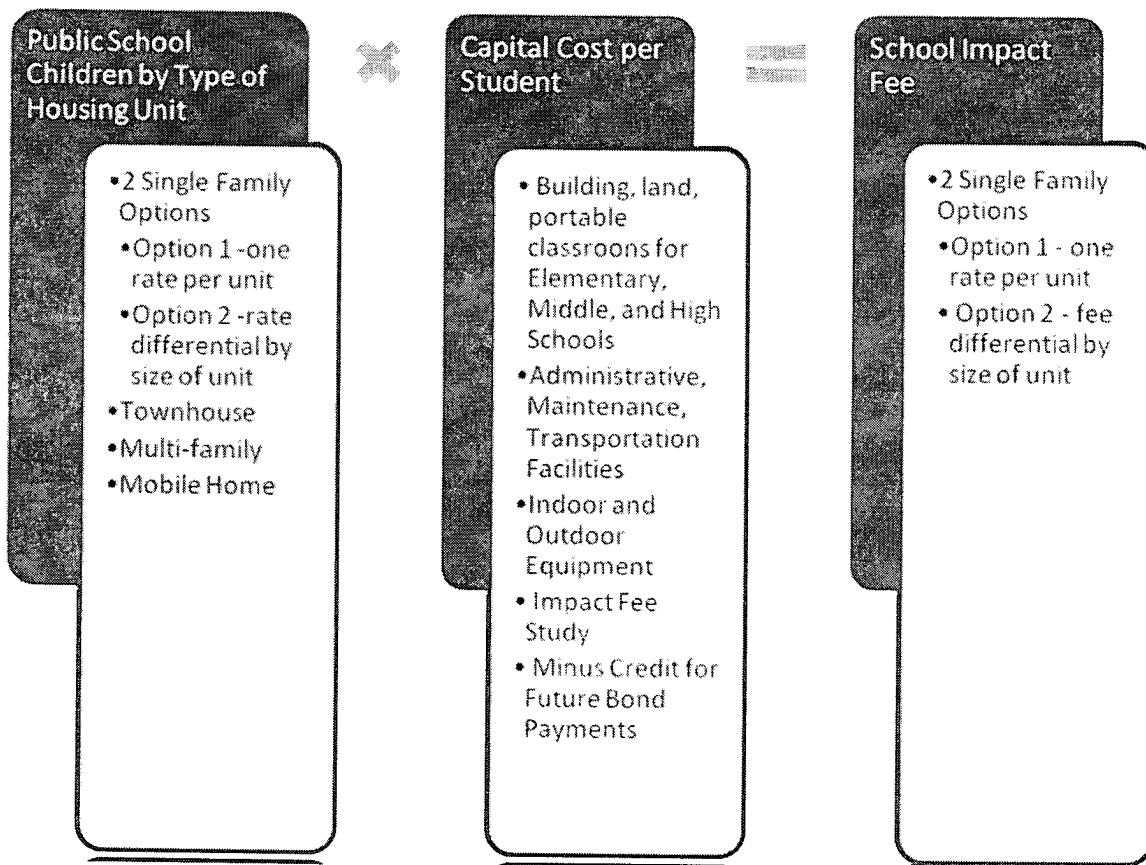 Public School
Children by Type of
Housing Unit
•2 Single Family
Options
•Option 1 -one
rate per unit
•Option 2 -rate
differential by
size of unit
•Townhouse
•Multi-family
•Mobile Home
×
Capital Cost per
Student
• Building, land,
portable
classroons for
Elementary,
Middle, and High
Schools
•Administrative,
Maintenance,
Transportation
Facilities
•Indoor and
Outdoor
Equipment
• Impact Fee
Study
• Minus Credit for
Future Bond
Payments
=
School Impact
Fee
•2 Single Family
Options
•Option 1 - one
rate per unit
• Option 2 - fee
differential by
size of unit